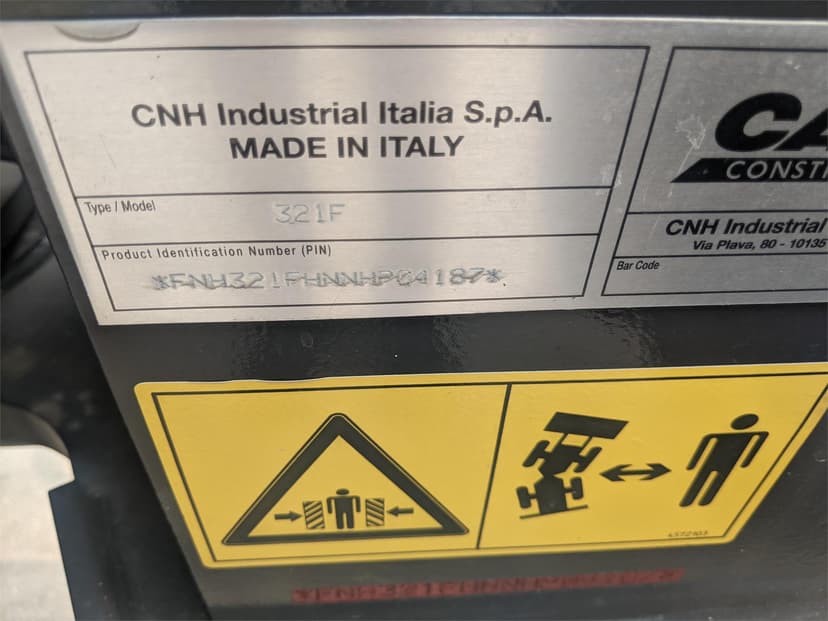 CNH Industrial Italia S.p.A.
MADE IN ITALY
Type / Model
321F
Product Identification Number (PIN)
*FNH321FHNNHP04187*
CA
CONST
CNH Industrial
Via Plava, 80 - 10135
Bar Code